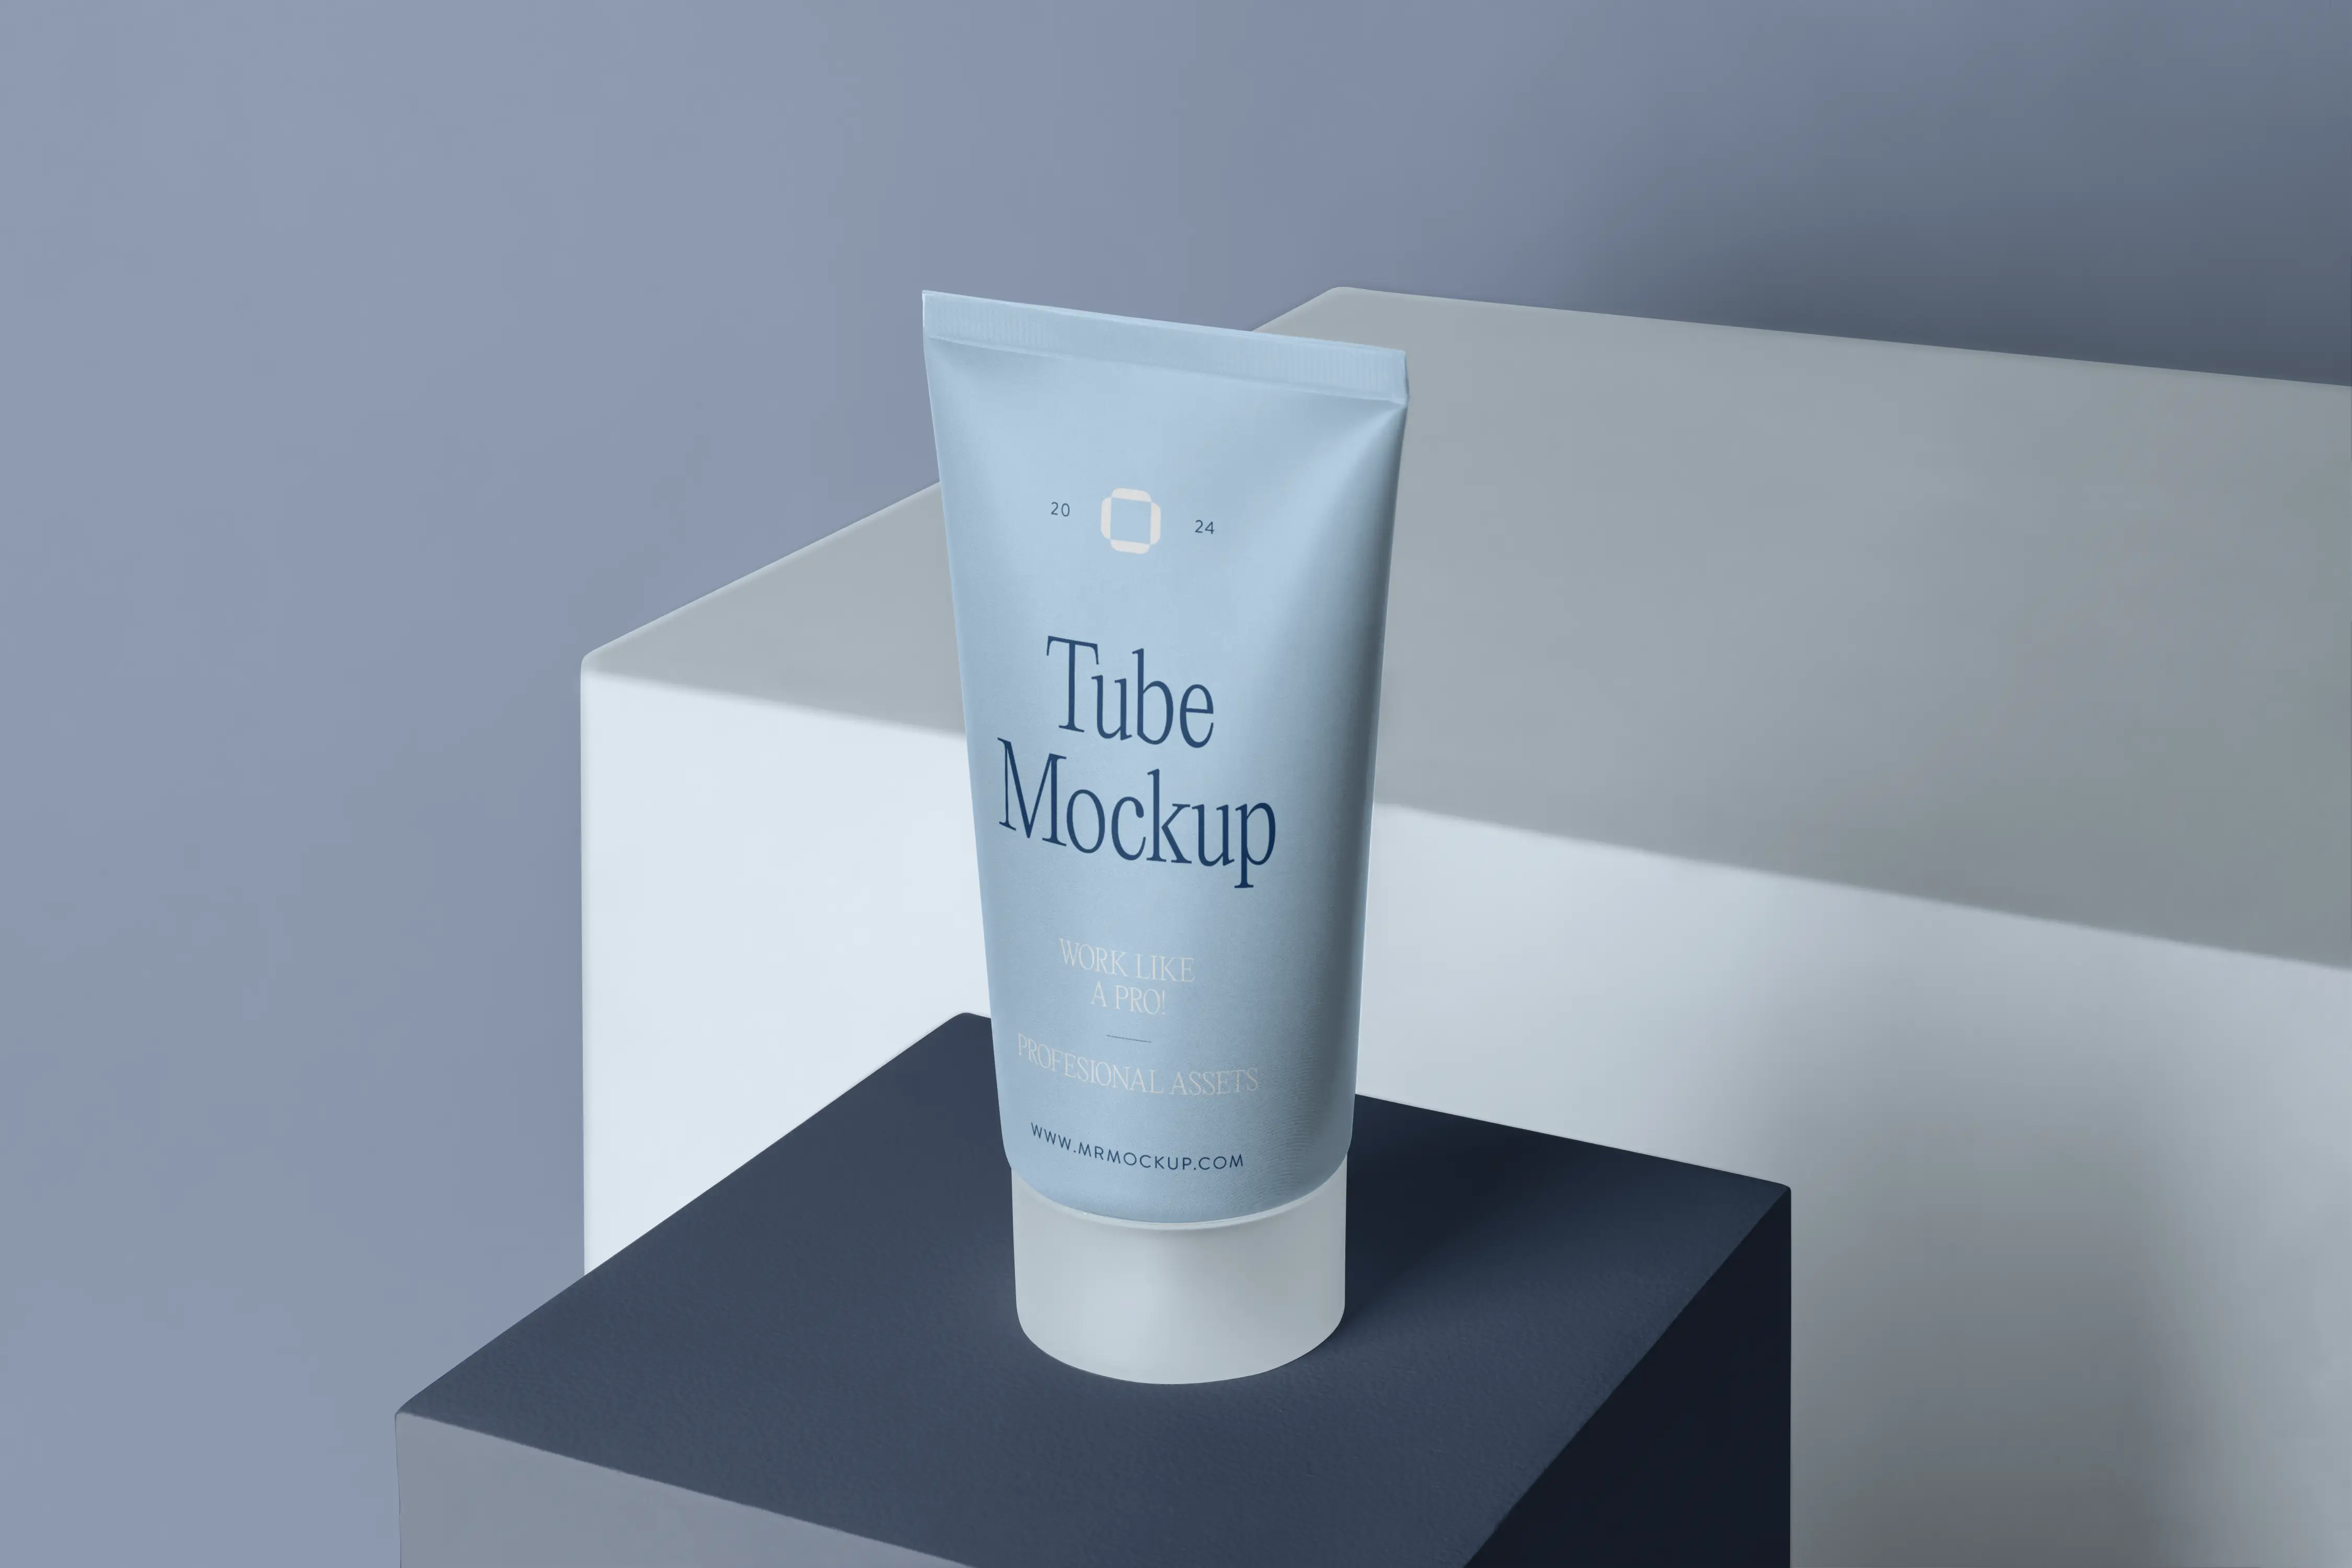 20 24
Tube
Mockup
WORK LIKE
A PRO!
PROFESIONAL ASSETS
WWW.MRMOCKUP.COM